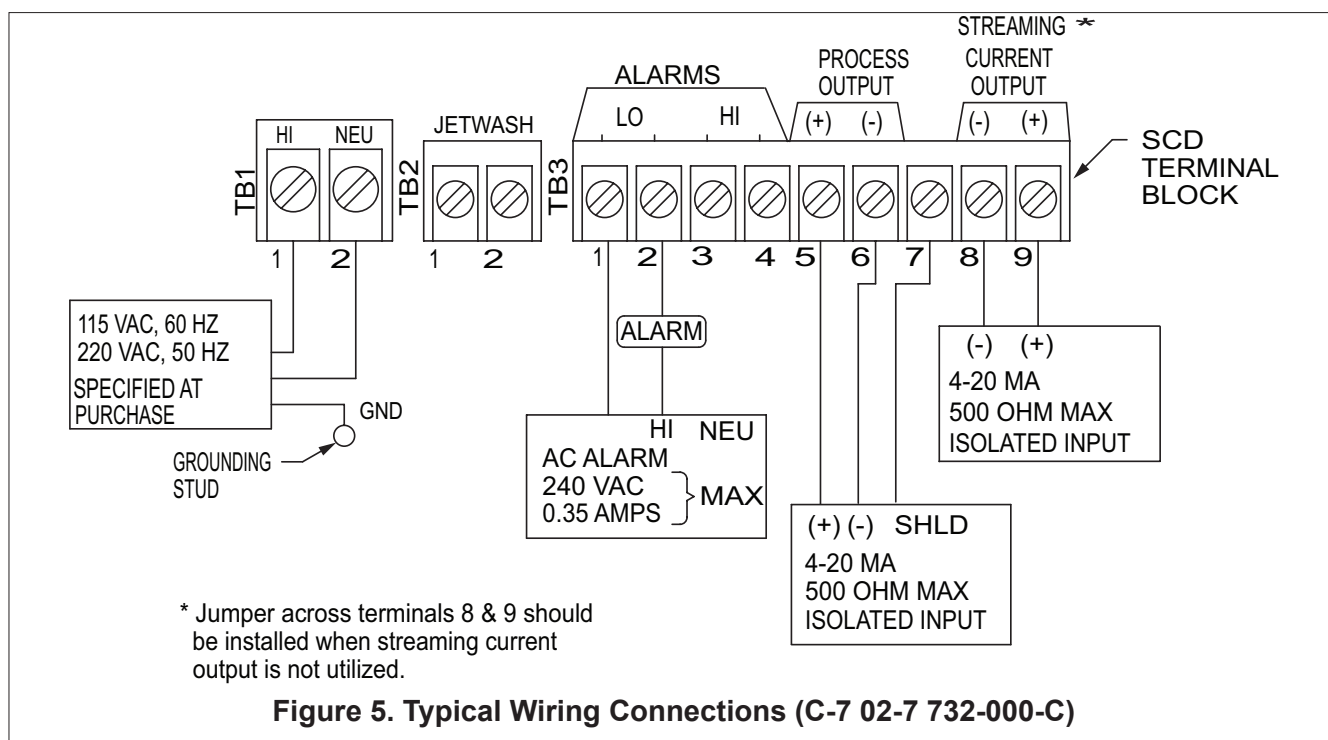 STREAMING *
CURRENT
OUTPUT
PROCESS
OUTPUT
ALARMS
LO HI (+) (-) (-) (+)
HI NEU
JETWASH
TB1
TB2
TB3
SCD
TERMINAL
BLOCK
1 2 1 2 1 2 3 4 5 6 7 8 9
115 VAC, 60 HZ
220 VAC, 50 HZ
SPECIFIED AT
PURCHASE
GND
GROUNDING
STUD
ALARM
HI NEU
AC ALARM
240 VAC
0.35 AMPS
MAX
(+) (-) SHLD
4-20 MA
500 OHM MAX
ISOLATED INPUT
(-) (+)
4-20 MA
500 OHM MAX
ISOLATED INPUT
* Jumper across terminals 8 & 9 should
be installed when streaming current
output is not utilized.
Figure 5. Typical Wiring Connections (C-7 02-7 732-000-C)